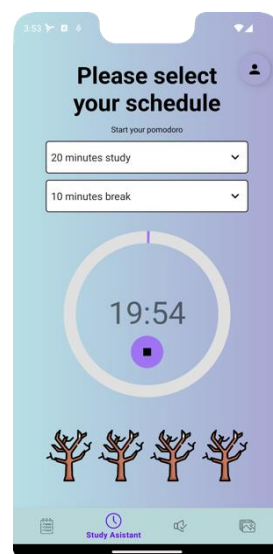 3:53
Please select
your schedule
Start your pomodoro
20 minutes study
10 minutes break
19:54
Study Asistant